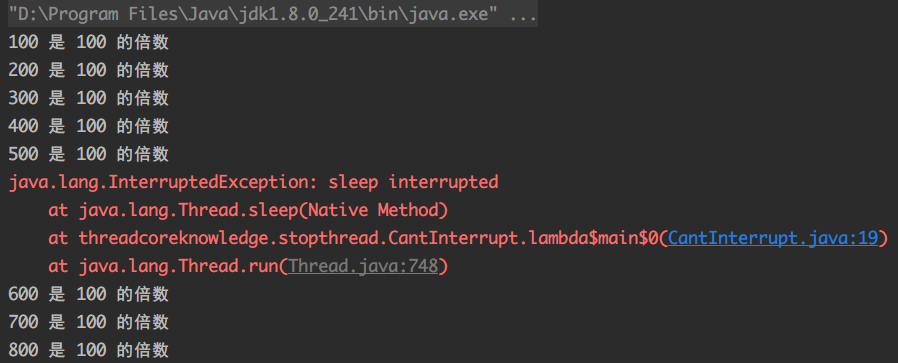 "D:\Program Files\Java\jdk1.8.0_241\bin\java.exe" ...
100 是 100 的倍数
200 是 100 的倍数
300 是 100 的倍数
400 是 100 的倍数
500 是 100 的倍数
java.lang.InterruptedException: sleep interrupted
    at java.lang.Thread.sleep(Native Method)
    at threadcoreknowledge.stopthread.CantInterrupt.lambda$main$0(CantInterrupt.java:19)
    at java.lang.Thread.run(Thread.java:748)
600 是 100 的倍数
700 是 100 的倍数
800 是 100 的倍数